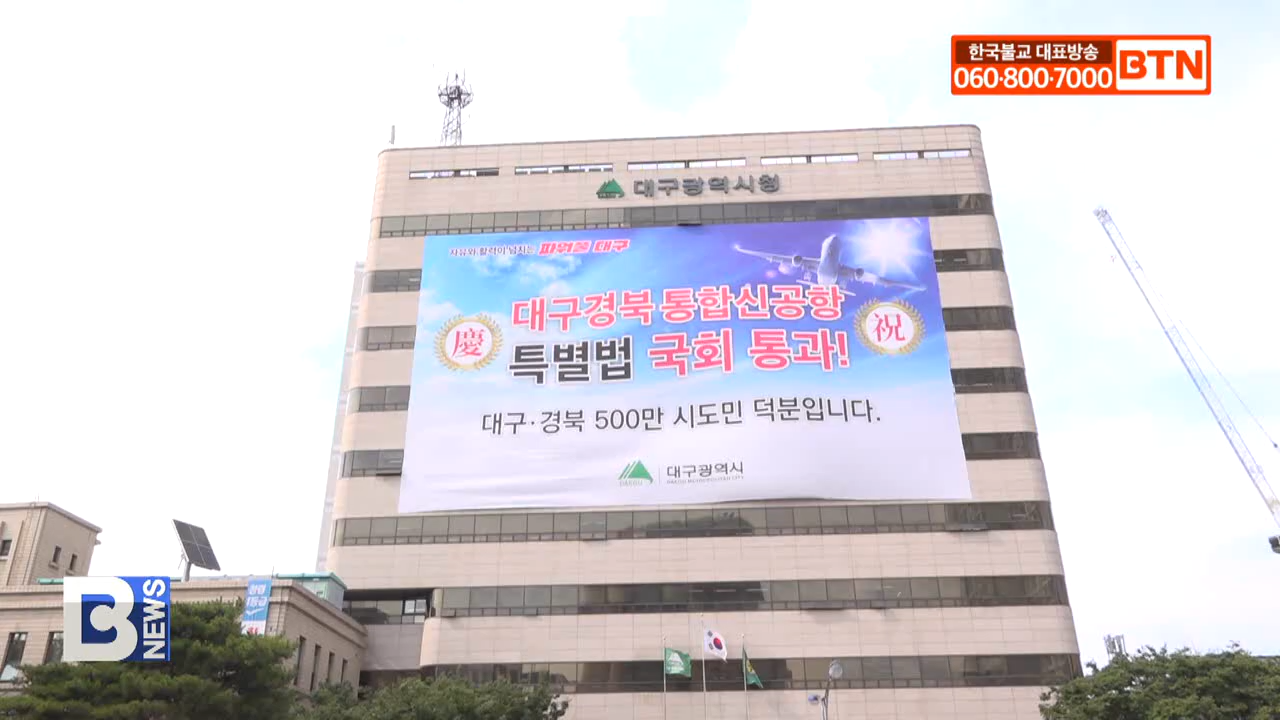 한국불교 대표방송
060·800·7000
BTN
대구광역시청
자유와 활력이 넘치는 파워풀 대구
慶
대구경북 통합신공항
祝
특별법 국회 통과!
대구·경북 500만 시도민 덕분입니다.
대구광역시
DAEGU METROPOLITAN CITY
DAEGU
B NEWS